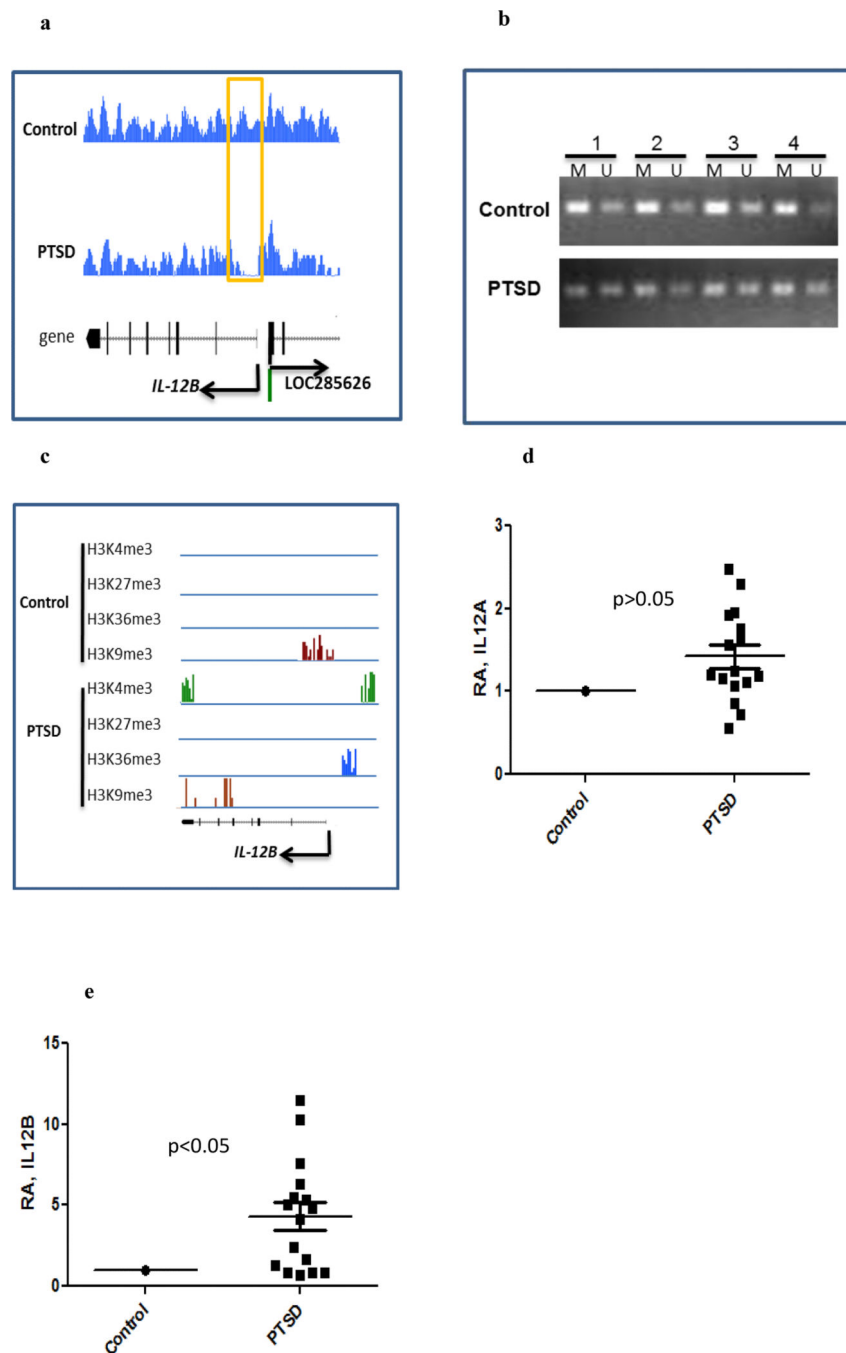 a
Control
PTSD
gene
IL-12B
LOC285626
b
1 2 3 4
M U M U M U M U
Control
PTSD
c
Control
H3K4me3
H3K27me3
H3K36me3
H3K9me3
PTSD
H3K4me3
H3K27me3
H3K36me3
H3K9me3
IL-12B
d
RA, IL12A
3
2
1
0
p>0.05
Control
PTSD
e
RA, IL12B
15
10
5
0
p<0.05
Control
PTSD